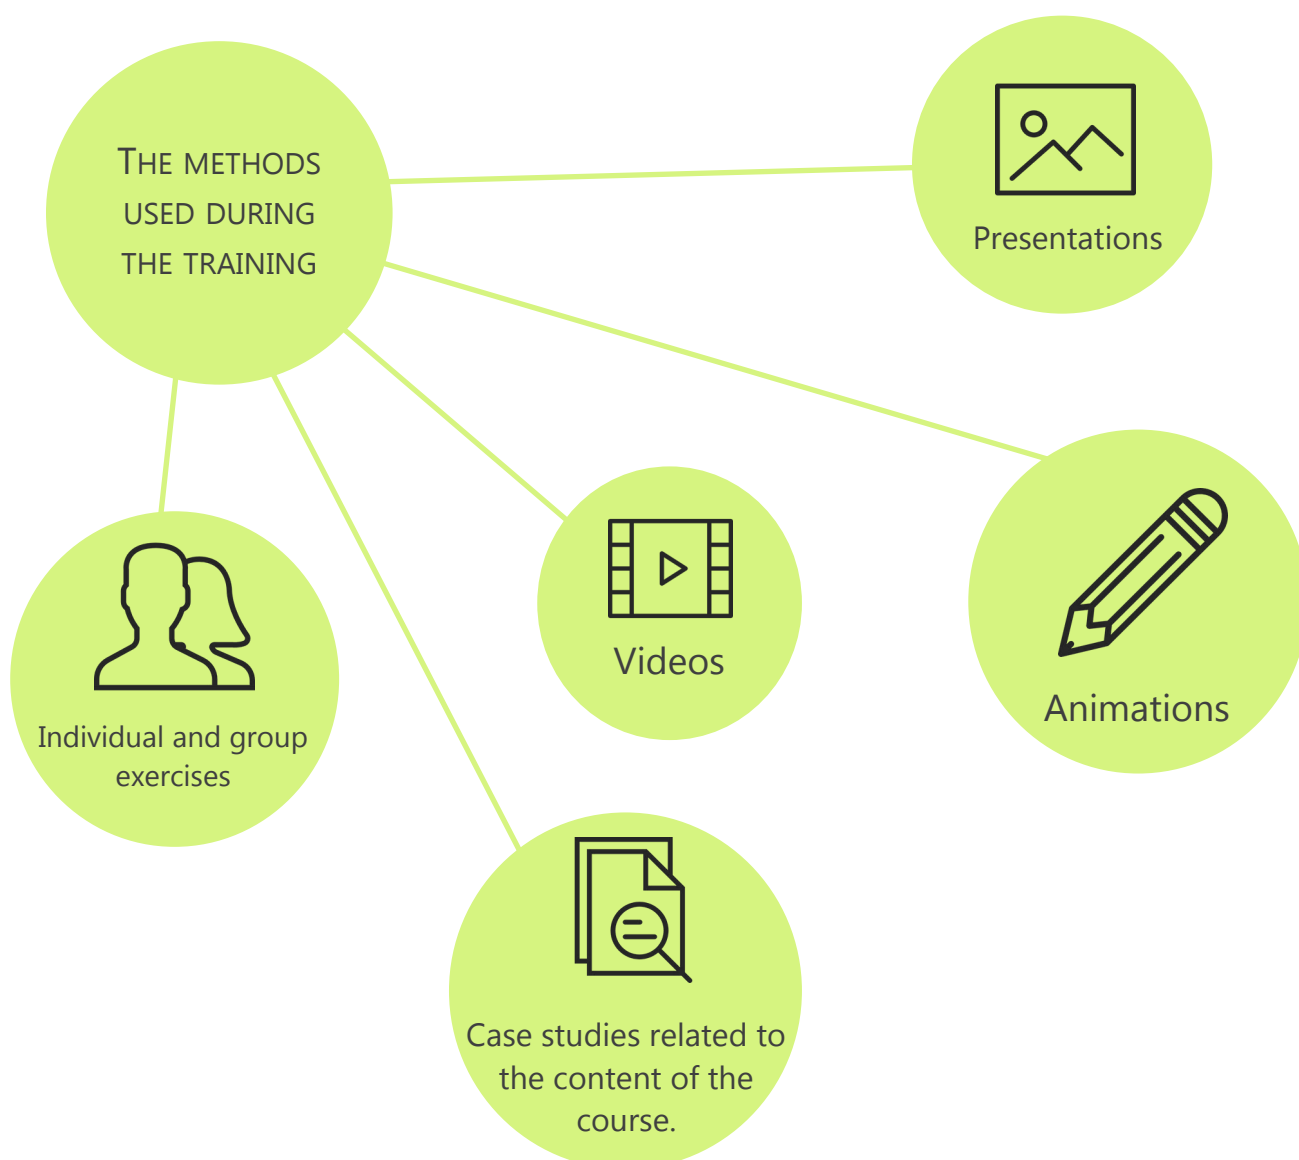 THE METHODS
USED DURING
THE TRAINING
Presentations
Individual and group
exercises
Videos
Animations
Case studies related to
the content of the
course.